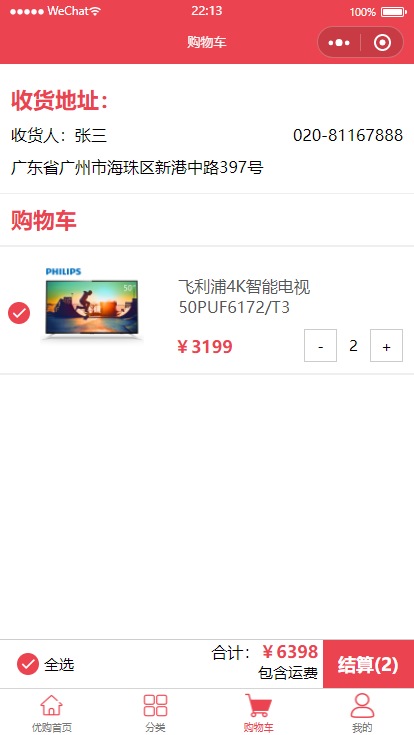 WeChat 22:13 100%
购物车
收货地址：
收货人：张三 020-81167888
广东省广州市海珠区新港中路397号
购物车
PHILIPS
50"
飞利浦4K智能电视
50PUF6172/T3
￥3199 - 2 +
全选 合计：￥6398 结算(2)
包含运费
优购首页 分类 购物车 我的